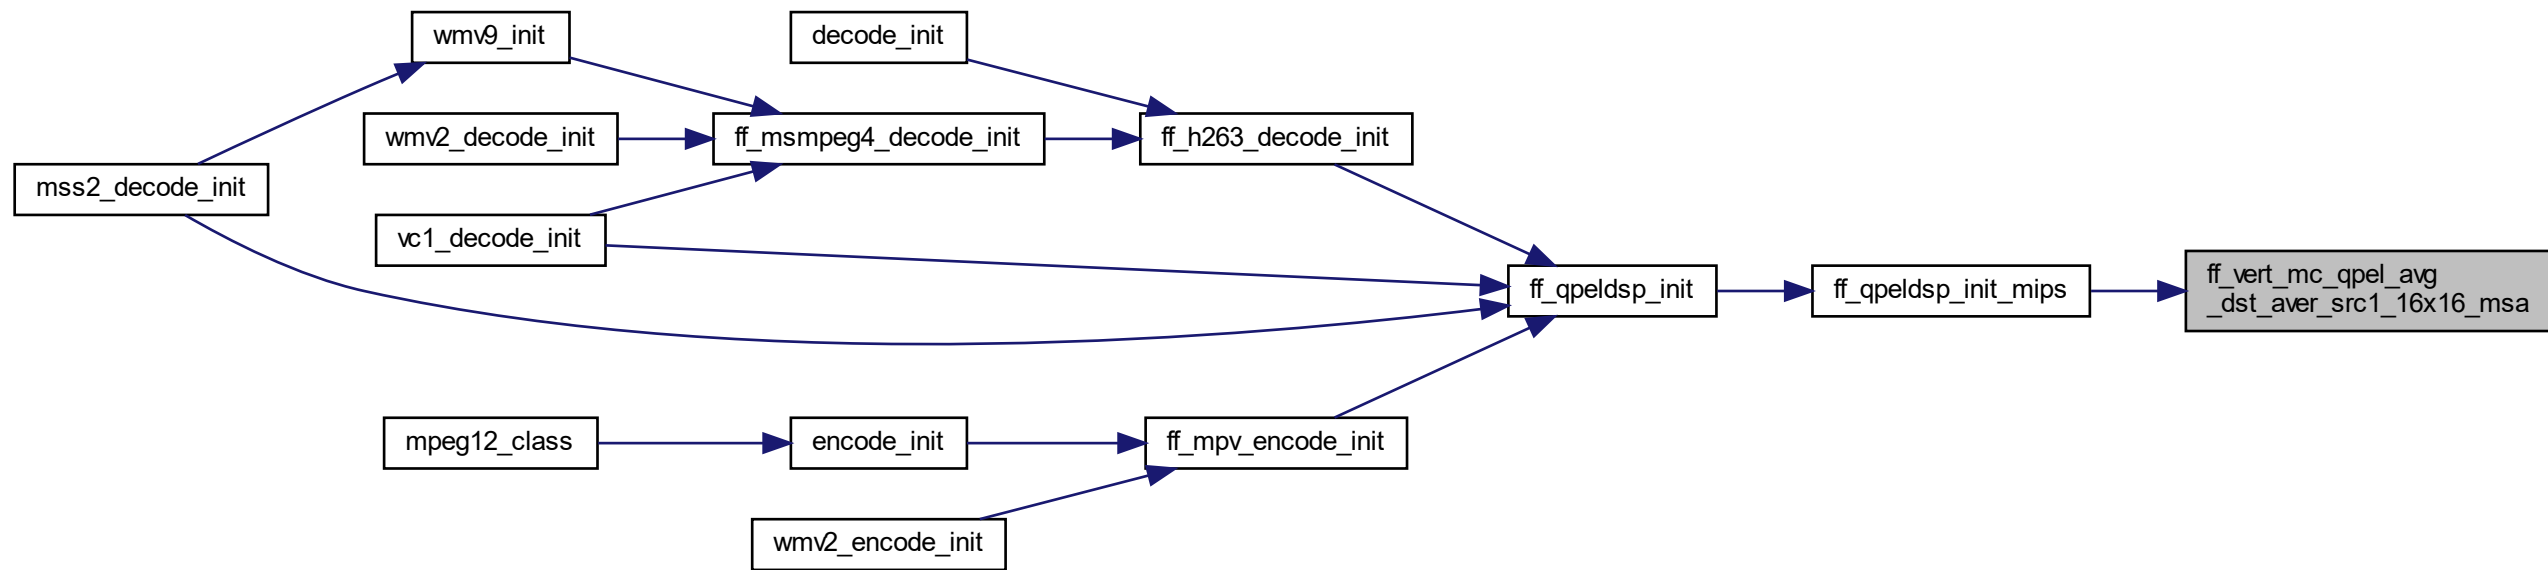 wmv9_init
decode_init
wmv2_decode_init
ff_msmpeg4_decode_init
ff_h263_decode_init
mss2_decode_init
vc1_decode_init
ff_qpeldsp_init
ff_qpeldsp_init_mips
ff_vert_mc_qpel_avg
_dst_aver_src1_16x16_msa
mpeg12_class
encode_init
ff_mpv_encode_init
wmv2_encode_init